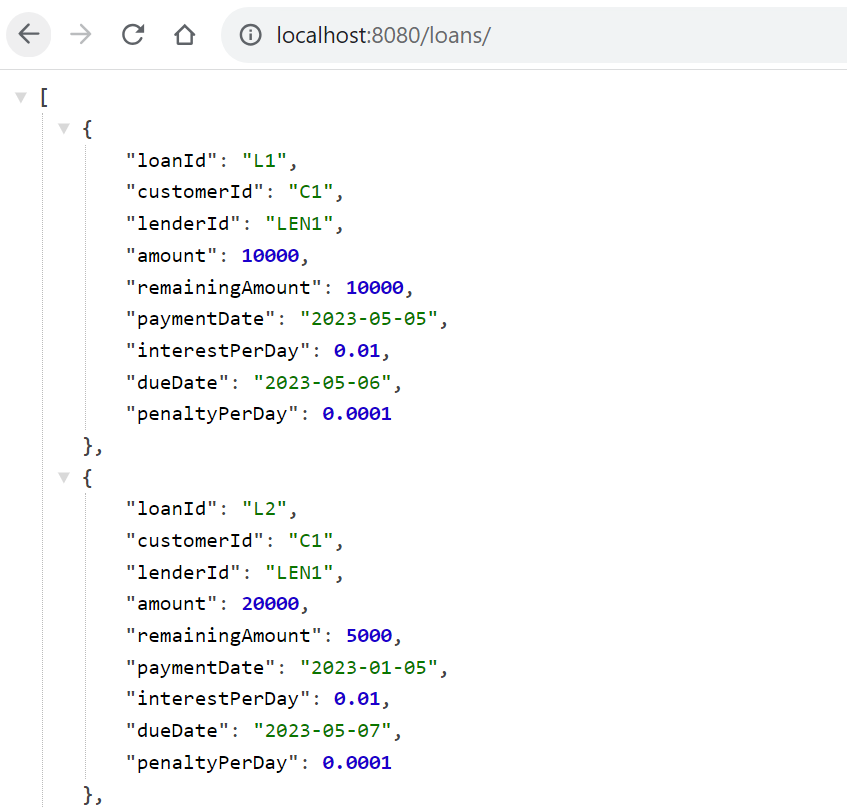 localhost:8080/loans/
[
{
"loanId": "L1",
"customerId": "C1",
"lenderId": "LEN1",
"amount": 10000,
"remainingAmount": 10000,
"paymentDate": "2023-05-05",
"interestPerDay": 0.01,
"dueDate": "2023-05-06",
"penaltyPerDay": 0.0001
},
{
"loanId": "L2",
"customerId": "C1",
"lenderId": "LEN1",
"amount": 20000,
"remainingAmount": 5000,
"paymentDate": "2023-01-05",
"interestPerDay": 0.01,
"dueDate": "2023-05-07",
"penaltyPerDay": 0.0001
},